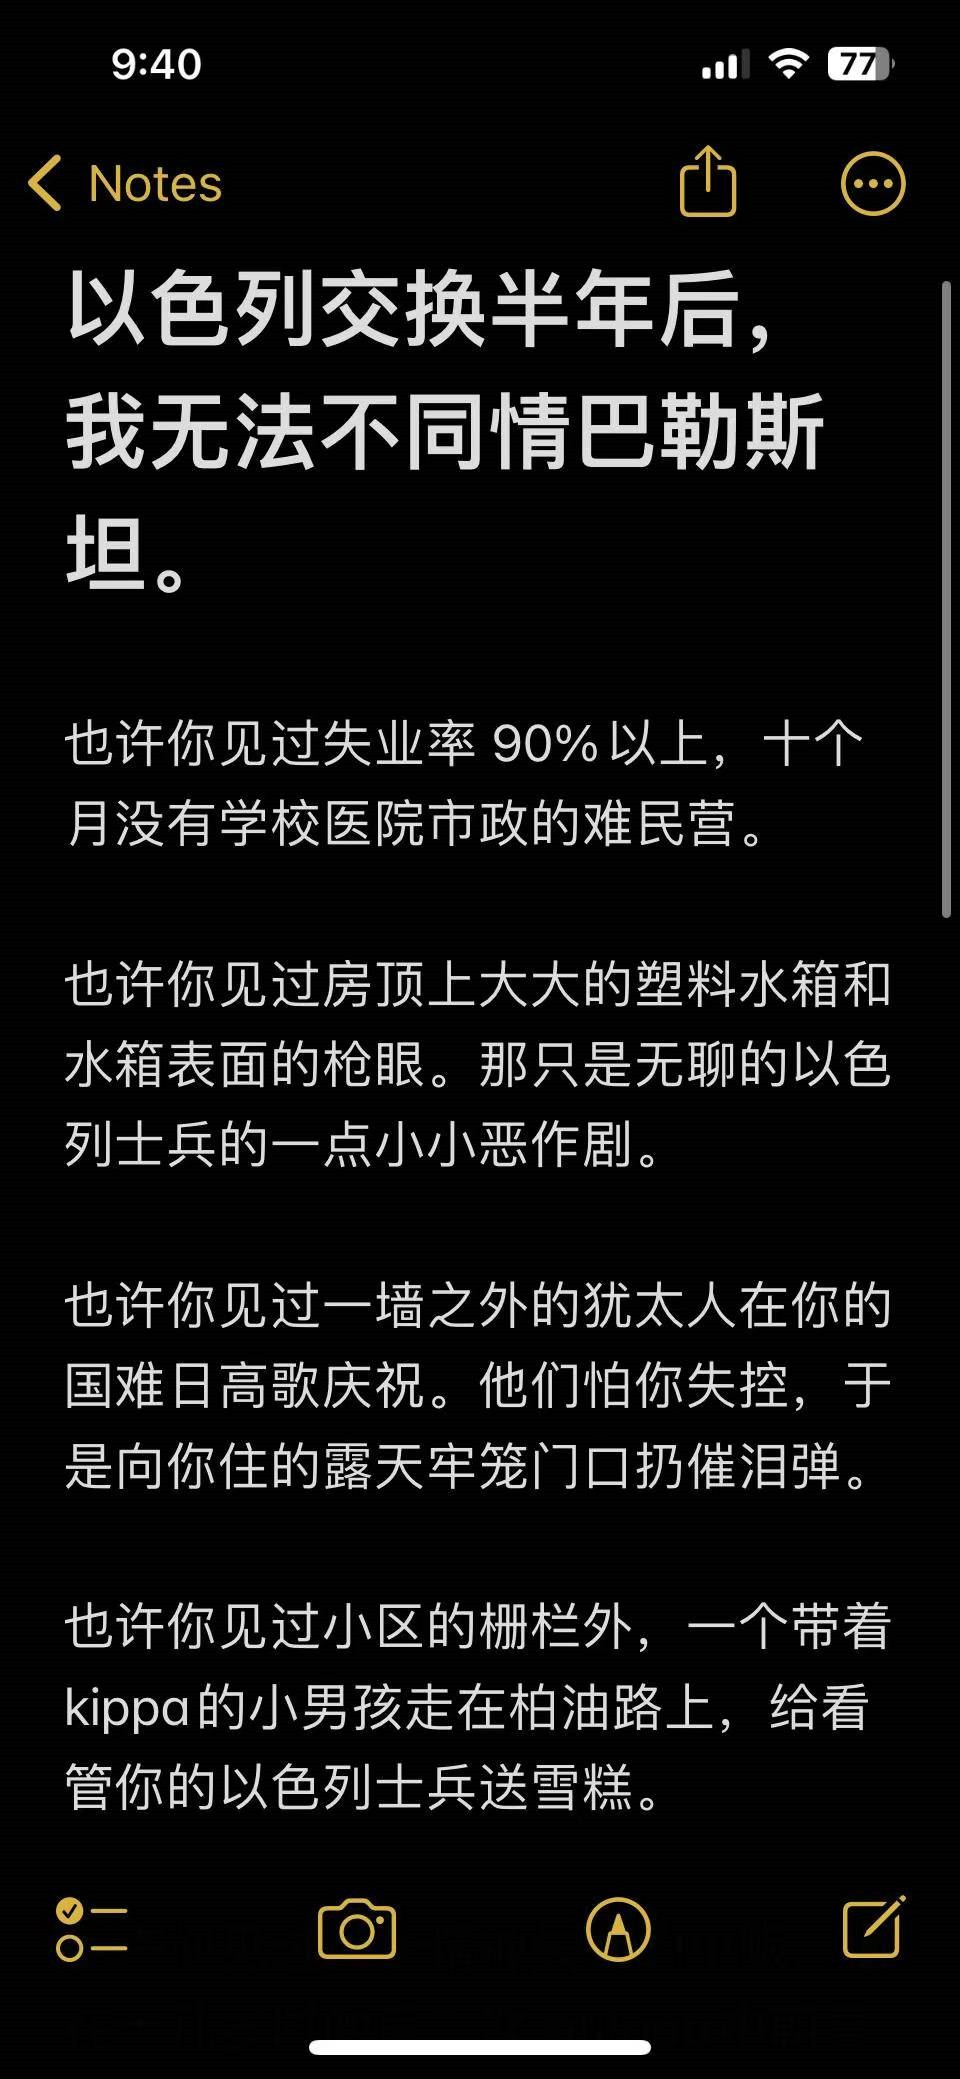 9:40
77
Notes
以色列交换半年后，
我无法不同情巴勒斯
坦。
也许你见过失业率 90%以上，十个
月没有学校医院市政的难民营。
也许你见过房顶上大大的塑料水箱和
水箱表面的枪眼。那只是无聊的以色
列士兵的一点小小恶作剧。
也许你见过一墙之外的犹太人在你的
国难日高歌庆祝。他们怕你失控，于
是向你住的露天牢笼门口扔催泪弹。
也许你见过小区的栅栏外，一个带着
kippa的小男孩走在柏油路上，给看
管你的以色列士兵送雪糕。